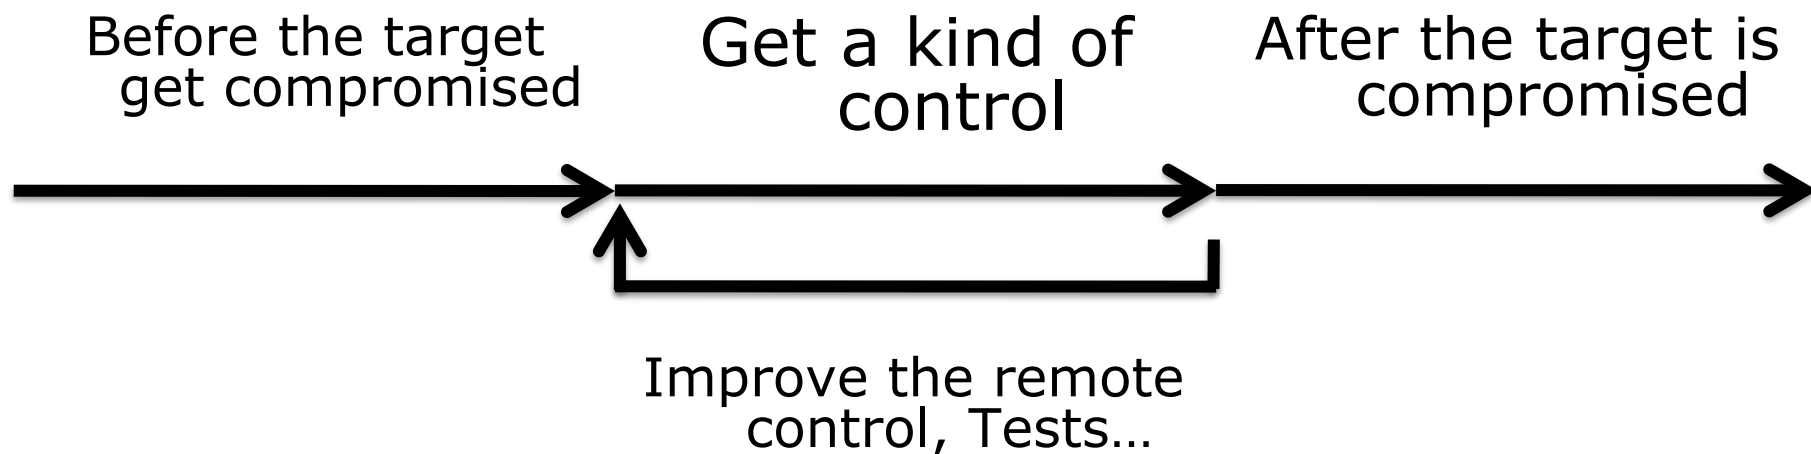 Before the target
get compromised
Get a kind of
control
After the target is
compromised
Improve the remote
control, Tests…